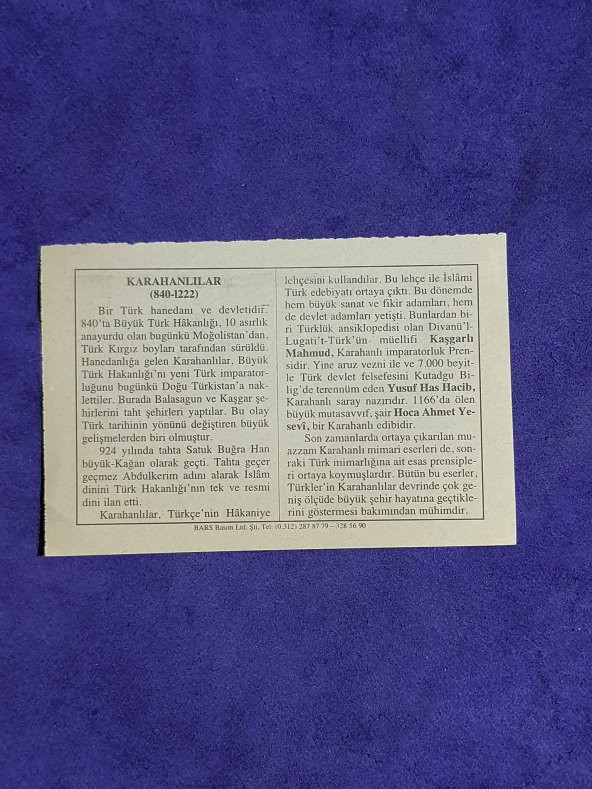 KARAHANLILAR
(840-1222)
Bir Türk hanedanı ve devletidir.
840'ta Büyük Türk Hâkanlığı, 10 asırlık
anayurdu olan bugünkü Moğolistan'dan,
Türk Kırgız boyları tarafından sürüldü.
Hanedanlığa gelen Karahanlılar, Büyük
Türk Hakanlığı'nı yeni Türk imparator-
luğunu bugünkü Doğu Türkistan'a nak-
lettiler. Burada Balasagun ve Kaşgar şe-
hirlerini taht şehirleri yaptılar. Bu olay
Türk tarihinin yönünü değiştiren büyük
gelişmelerden biri olmuştur.
924 yılında tahta Satuk Buğra Han
büyük-Kağan olarak geçti. Tahta geçer
geçmez Abdulkerim adını alarak İslâm
dinini Türk Hakanlığı'nın tek ve resmi
dini ilan etti.
Karahanlılar, Türkçe'nin Hâkaniye
lehçesini kullandılar. Bu lehçe ile İslâmi
Türk edebiyatı ortaya çıktı. Bu dönemde
hem büyük sanat ve fikir adamları, hem
de devlet adamları yetişti. Bunlardan bi-
ri Türklük ansiklopedisi olan Divanü'l-
Lugati't-Türk'ün müellifi Kaşgarlı
Mahmud, Karahanlı imparatorluk Pren-
sidir. Yine aruz vezni ile ve 7.000 beyit-
le Türk devlet felsefesini Kutadgu Bi-
lig'de terennüm eden Yusuf Has Hacib,
Karahanlı saray nazırıdır. 1166'da ölen
büyük mutasavvıf, şair Hoca Ahmet Ye-
sevî, bir Karahanlı edibidir.
Son zamanlarda ortaya çıkarılan mu-
azzam Karahanlı mimari eserleri de, son-
raki Türk mimarlığına ait esas prensiple-
ri ortaya koymuşlardır. Bütün bu eserler,
Türkler'in Karahanlılar devrinde çok ge-
niş ölçüde büyük şehir hayatına geçtikle-
rini göstermesi bakımından mühimdir.
BARS Basım Ltd. Şti. Tel: (0.312) 287 87 79 – 328 56 90